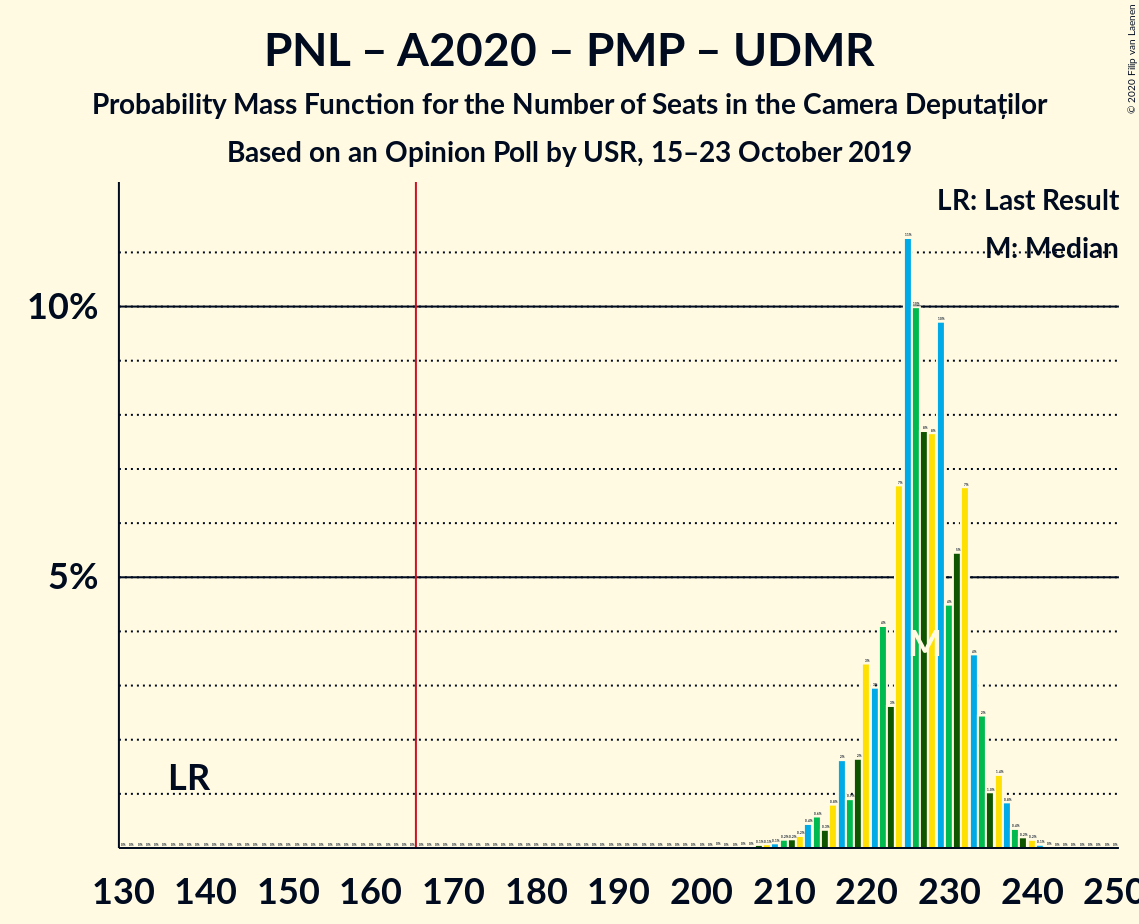 PNL – A2020 – PMP – UDMR
Probability Mass Function for the Number of Seats in the Camera Deputaților
Based on an Opinion Poll by USR, 15–23 October 2019
© 2020 Filip van Laenen
LR: Last Result
M: Median
10%
5%
LR
M
130 140 150 160 170 180 190 200 210 220 230 240 250